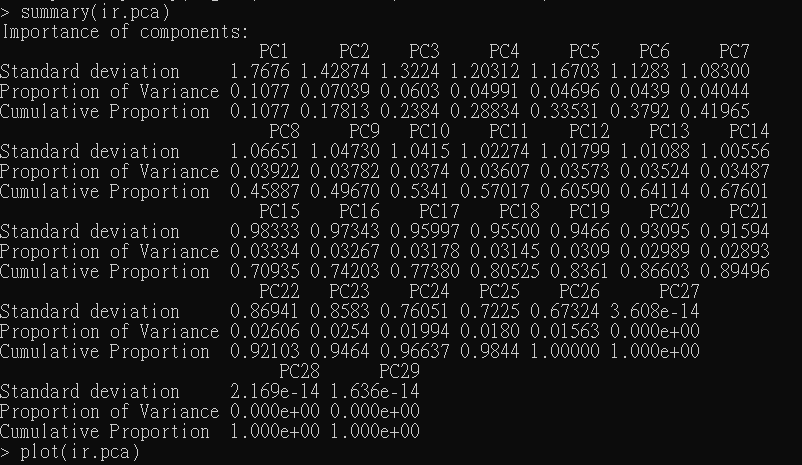 > summary(ir.pca)
Importance of components:
PC1 PC2 PC3 PC4 PC5 PC6 PC7
Standard deviation 1.7676 1.42874 1.3224 1.20312 1.16703 1.1283 1.08300
Proportion of Variance 0.1077 0.07039 0.0603 0.04991 0.04696 0.0439 0.04044
Cumulative Proportion 0.1077 0.17813 0.2384 0.28834 0.33531 0.3792 0.41965
PC8 PC9 PC10 PC11 PC12 PC13 PC14
Standard deviation 1.06651 1.04730 1.0415 1.02274 1.01799 1.01088 1.00556
Proportion of Variance 0.03922 0.03782 0.0374 0.03607 0.03573 0.03524 0.03487
Cumulative Proportion 0.45887 0.49670 0.5341 0.57017 0.60590 0.64114 0.67601
PC15 PC16 PC17 PC18 PC19 PC20 PC21
Standard deviation 0.98333 0.97343 0.95997 0.95500 0.9466 0.93095 0.91594
Proportion of Variance 0.03334 0.03267 0.03178 0.03145 0.0309 0.02989 0.02893
Cumulative Proportion 0.70935 0.74203 0.77380 0.80525 0.8361 0.86603 0.89496
PC22 PC23 PC24 PC25 PC26 PC27
Standard deviation 0.86941 0.8583 0.76051 0.7225 0.67324 3.608e-14
Proportion of Variance 0.02606 0.0254 0.01994 0.0180 0.01563 0.000e+00
Cumulative Proportion 0.92103 0.9464 0.96637 0.9844 1.00000 1.000e+00
PC28 PC29
Standard deviation 2.169e-14 1.636e-14
Proportion of Variance 0.000e+00 0.000e+00
Cumulative Proportion 1.000e+00 1.000e+00
> plot(ir.pca)